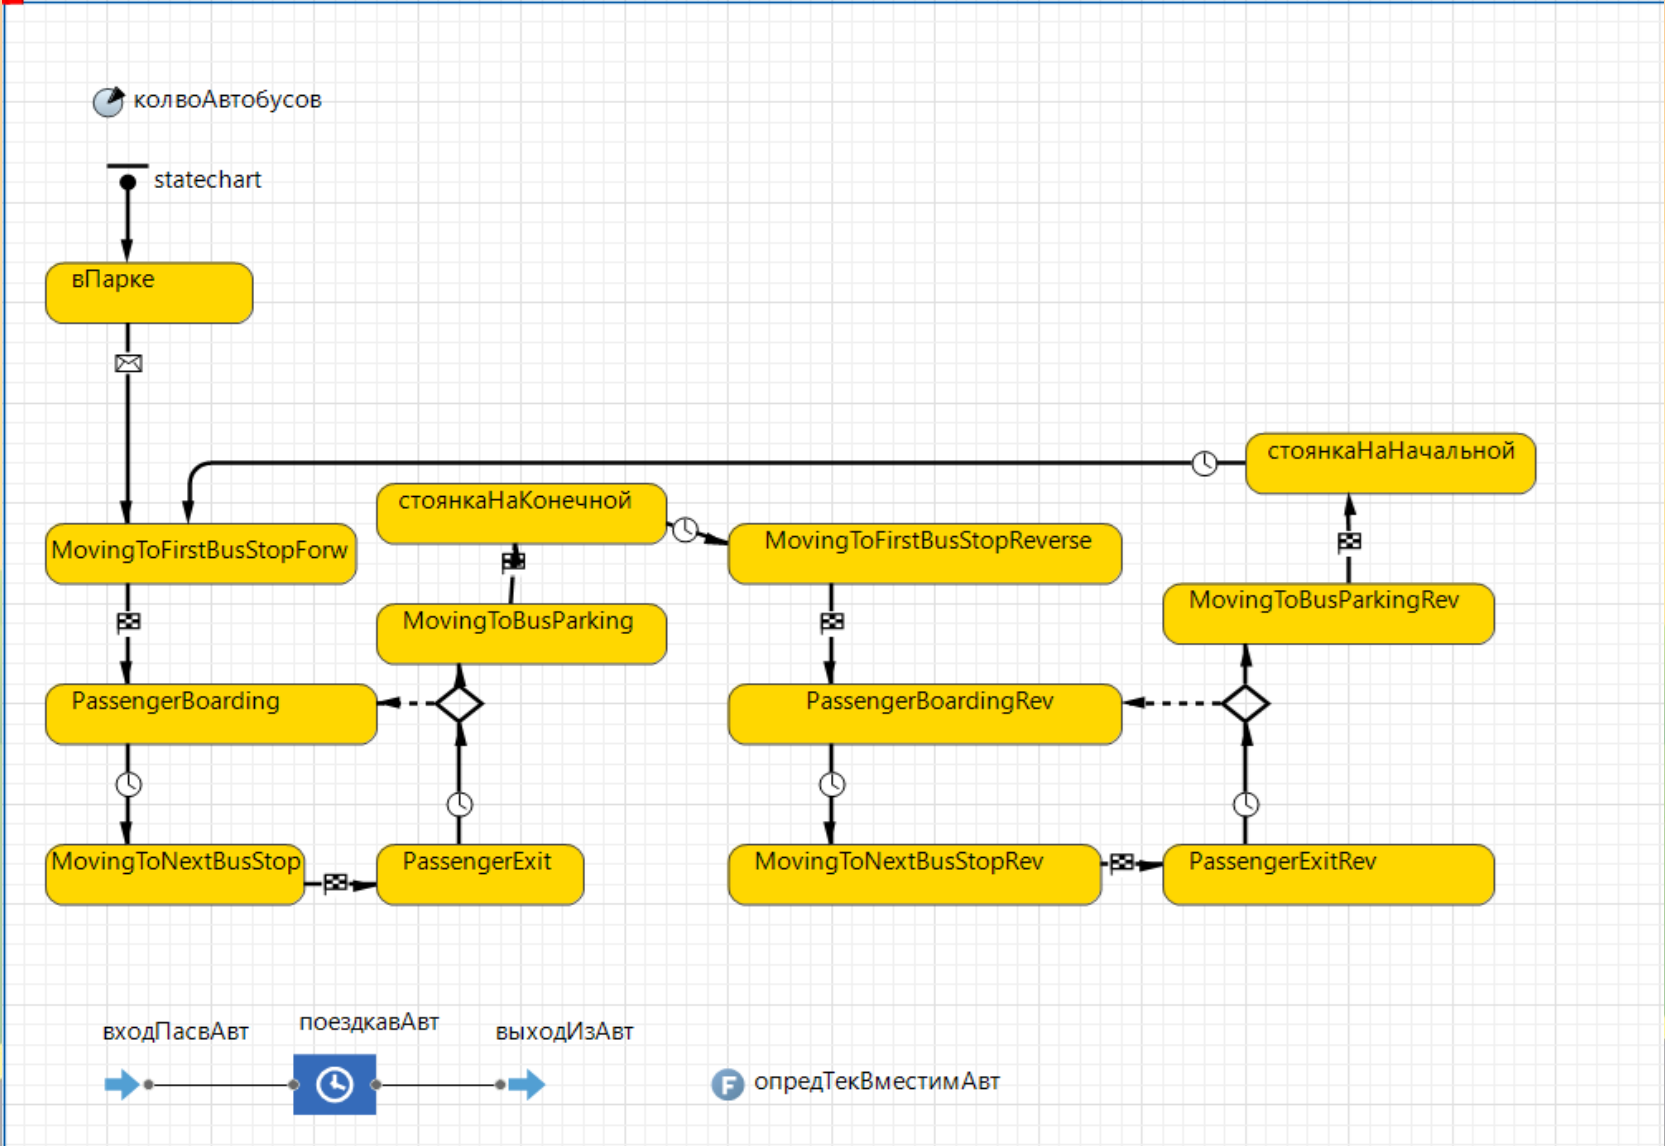 колвоАвтобусов
statechart
вПарке
стоянкаНаНачальной
стоянкаНаКонечной
MovingToFirstBusStopForw
MovingToFirstBusStopReverse
MovingToBusParking
MovingToBusParkingRev
PassengerBoarding
PassengerBoardingRev
MovingToNextBusStop
PassengerExit
MovingToNextBusStopRev
PassengerExitRev
входПасвАвт
поездкавАвт
выходИзАвт
F
опредТекВместимАвт